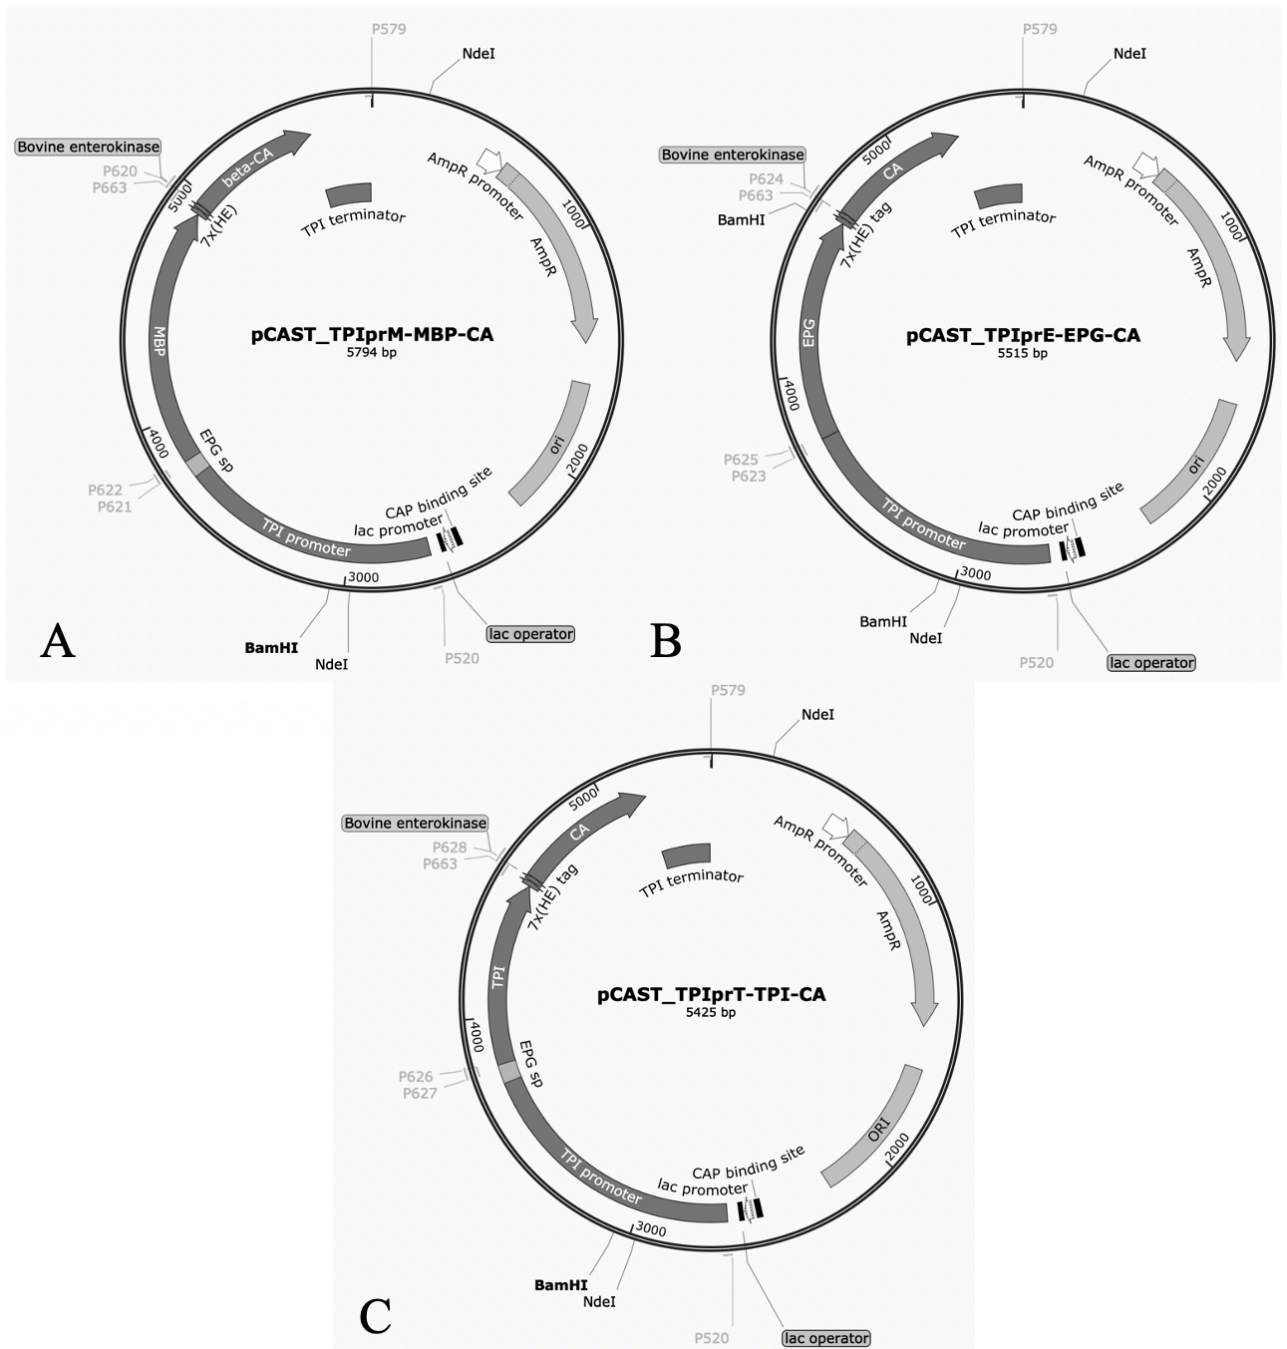 P579
NdeI
Bovine enterokinase
P620
P663
5000
beta-CA
7x(HE)
TPI terminator
AmpR promoter
1000
AmpR
MBP
pCAST_TPIprM-MBP-CA
5794 bp
4000
EPG sp
ori
2000
P622
P621
CAP binding site
lac promoter
TPI promoter
3000
BamHI
NdeI
lac operator
P520
A
P579
NdeI
Bovine enterokinase
P624
P663
BamHI
5000
CA
7x(HE) tag
TPI terminator
AmpR promoter
1000
AmpR
EPG
pCAST_TPIprE-EPG-CA
5515 bp
4000
ori
2000
P625
P623
CAP binding site
lac promoter
TPI promoter
3000
BamHI
NdeI
lac operator
P520
B
P579
NdeI
Bovine enterokinase
P628
P663
5000
CA
7x(HE) tag
TPI terminator
AmpR promoter
1000
AmpR
TPI
pCAST_TPIprT-TPI-CA
5425 bp
4000
EPG sp
ORI
2000
P626
P627
CAP binding site
lac promoter
TPI promoter
3000
BamHI
NdeI
lac operator
P520
C